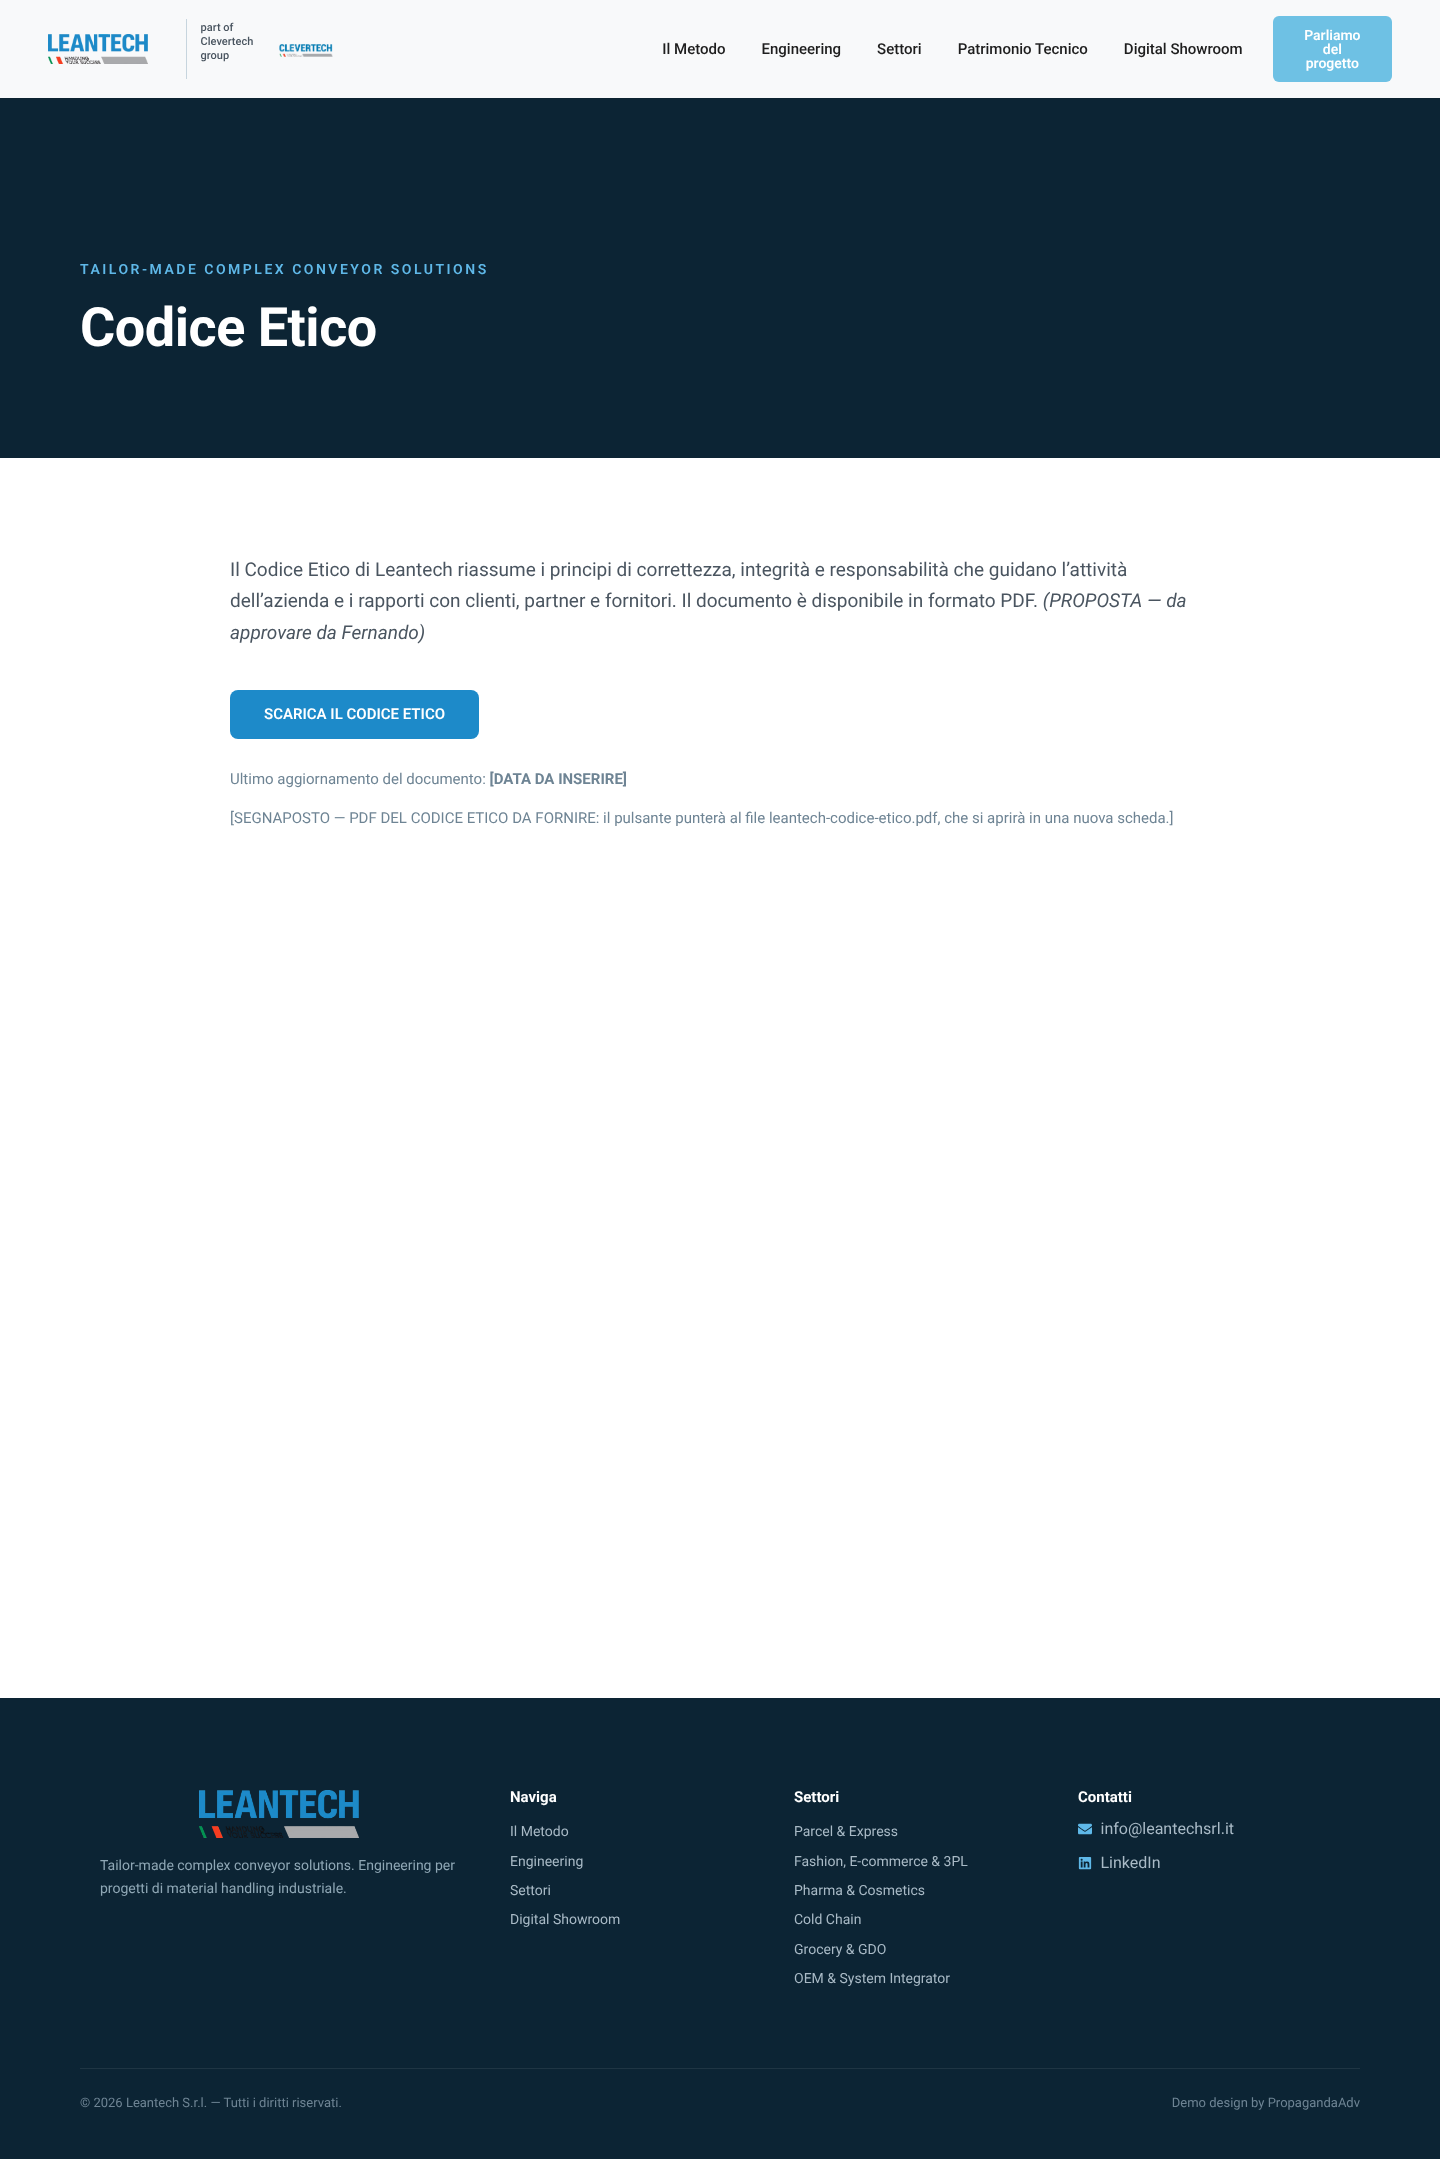 LEANTECH
part of
Clevertech
group
CLEVERTECH
Il Metodo
Engineering
Settori
Patrimonio Tecnico
Digital Showroom
Parliamo
del
progetto
TAILOR-MADE COMPLEX CONVEYOR SOLUTIONS
Codice Etico
Il Codice Etico di Leantech riassume i principi di correttezza, integrità e responsabilità che guidano l’attività
dell’azienda e i rapporti con clienti, partner e fornitori. Il documento è disponibile in formato PDF. (PROPOSTA — da
approvare da Fernando)
SCARICA IL CODICE ETICO
Ultimo aggiornamento del documento: [DATA DA INSERIRE]
[SEGNAPOSTO — PDF DEL CODICE ETICO DA FORNIRE: il pulsante punterà al file leantech-codice-etico.pdf, che si aprirà in una nuova scheda.]
LEANTECH
Tailor-made complex conveyor solutions. Engineering per
progetti di material handling industriale.
Naviga
Il Metodo
Engineering
Settori
Digital Showroom
Settori
Parcel & Express
Fashion, E-commerce & 3PL
Pharma & Cosmetics
Cold Chain
Grocery & GDO
OEM & System Integrator
Contatti
info@leantechsrl.it
LinkedIn
© 2026 Leantech S.r.l. — Tutti i diritti riservati.
Demo design by PropagandaAdv